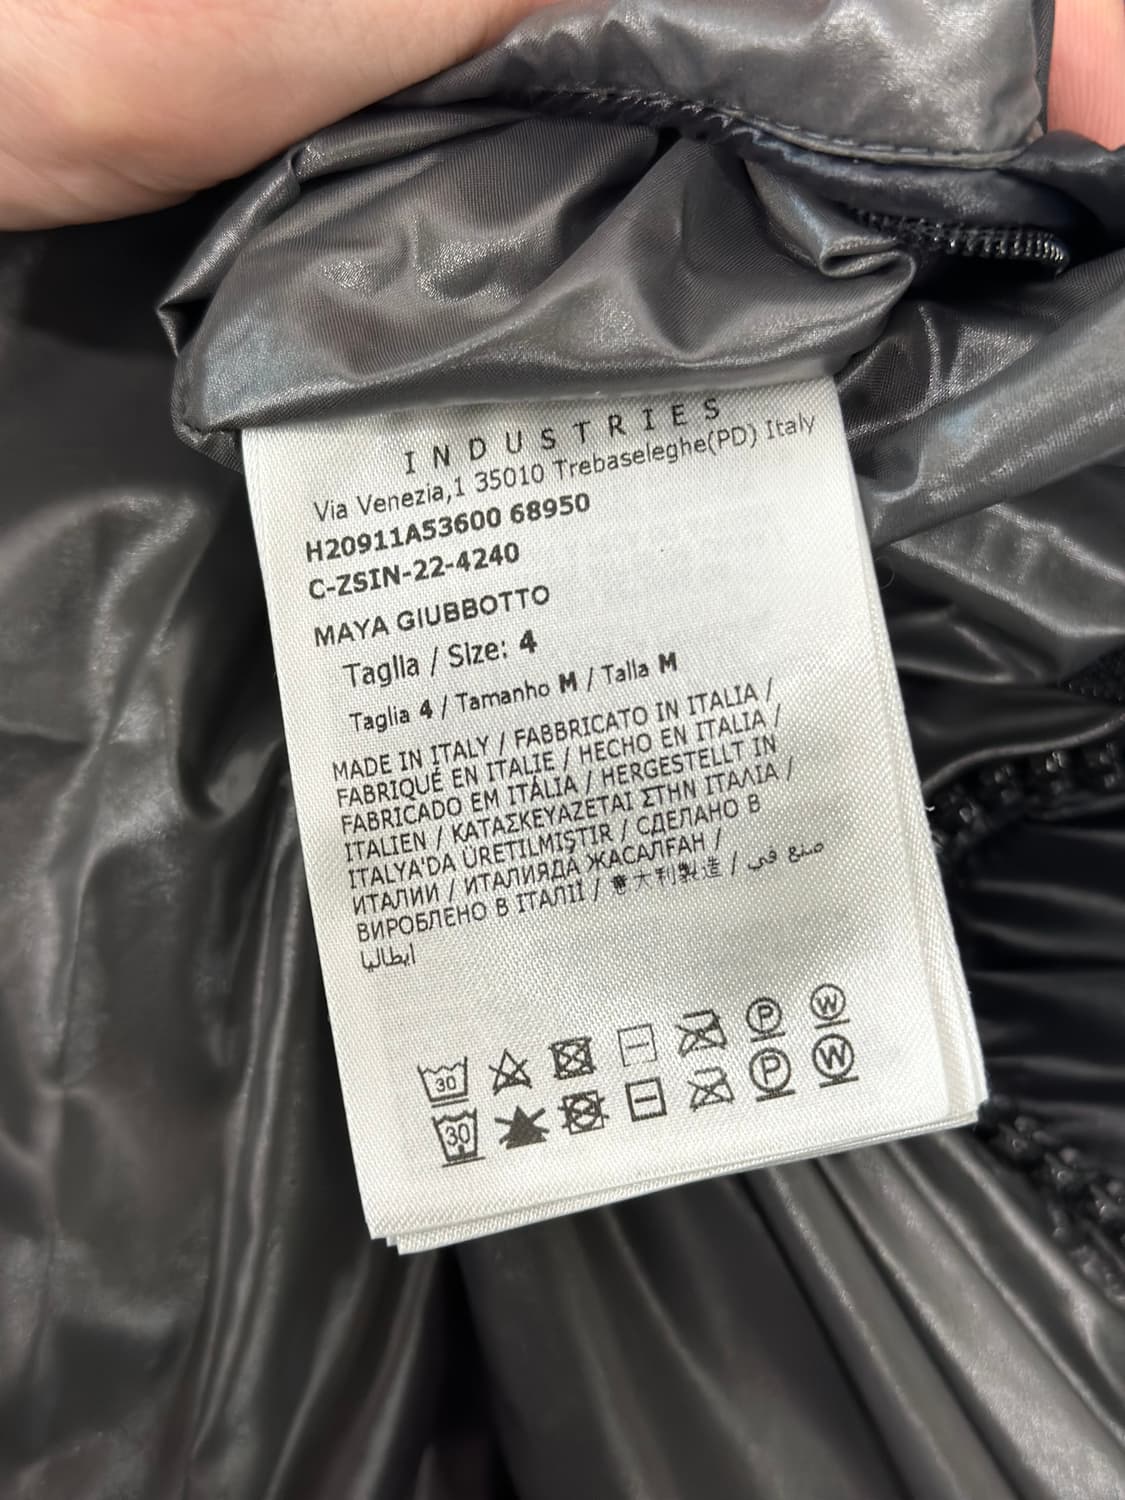 INDUSTRIES
Via Venezia,1 35010 Trebaseleghe(PD) Italy
H20911A53600 68950
C-ZSIN-22-4240
MAYA GIUBBOTTO
Taglia / Size: 4
Taglia 4 / Tamanho M / Talla M
MADE IN ITALY / FABBRICATO IN ITALIA /
FABRIQUÉ EN ITALIE / HECHO EN ITALIA /
FABRICADO EM ITÁLIA / HERGESTELLT IN
ITALIEN / ΚΑΤΑΣΚΕΥΑΖΕΤΑΙ ΣΤΗΝ ΙΤΑΛΙΑ /
ITALYA'DA ÜRETILMIŞTIR / СДЕЛАНО В
ИТАЛИИ / ИТАЛИЯДА ЖАСАЛҒАН /
ВИРОБЛЕНО В ІТАЛІЇ / 意大利製造 / صنع في
ايطاليا
30 P W
30 P W